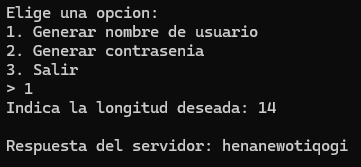 Elige una opcion:
1. Generar nombre de usuario
2. Generar contrasenia
3. Salir
> 1
Indica la longitud deseada: 14
Respuesta del servidor: henanewotiqogi